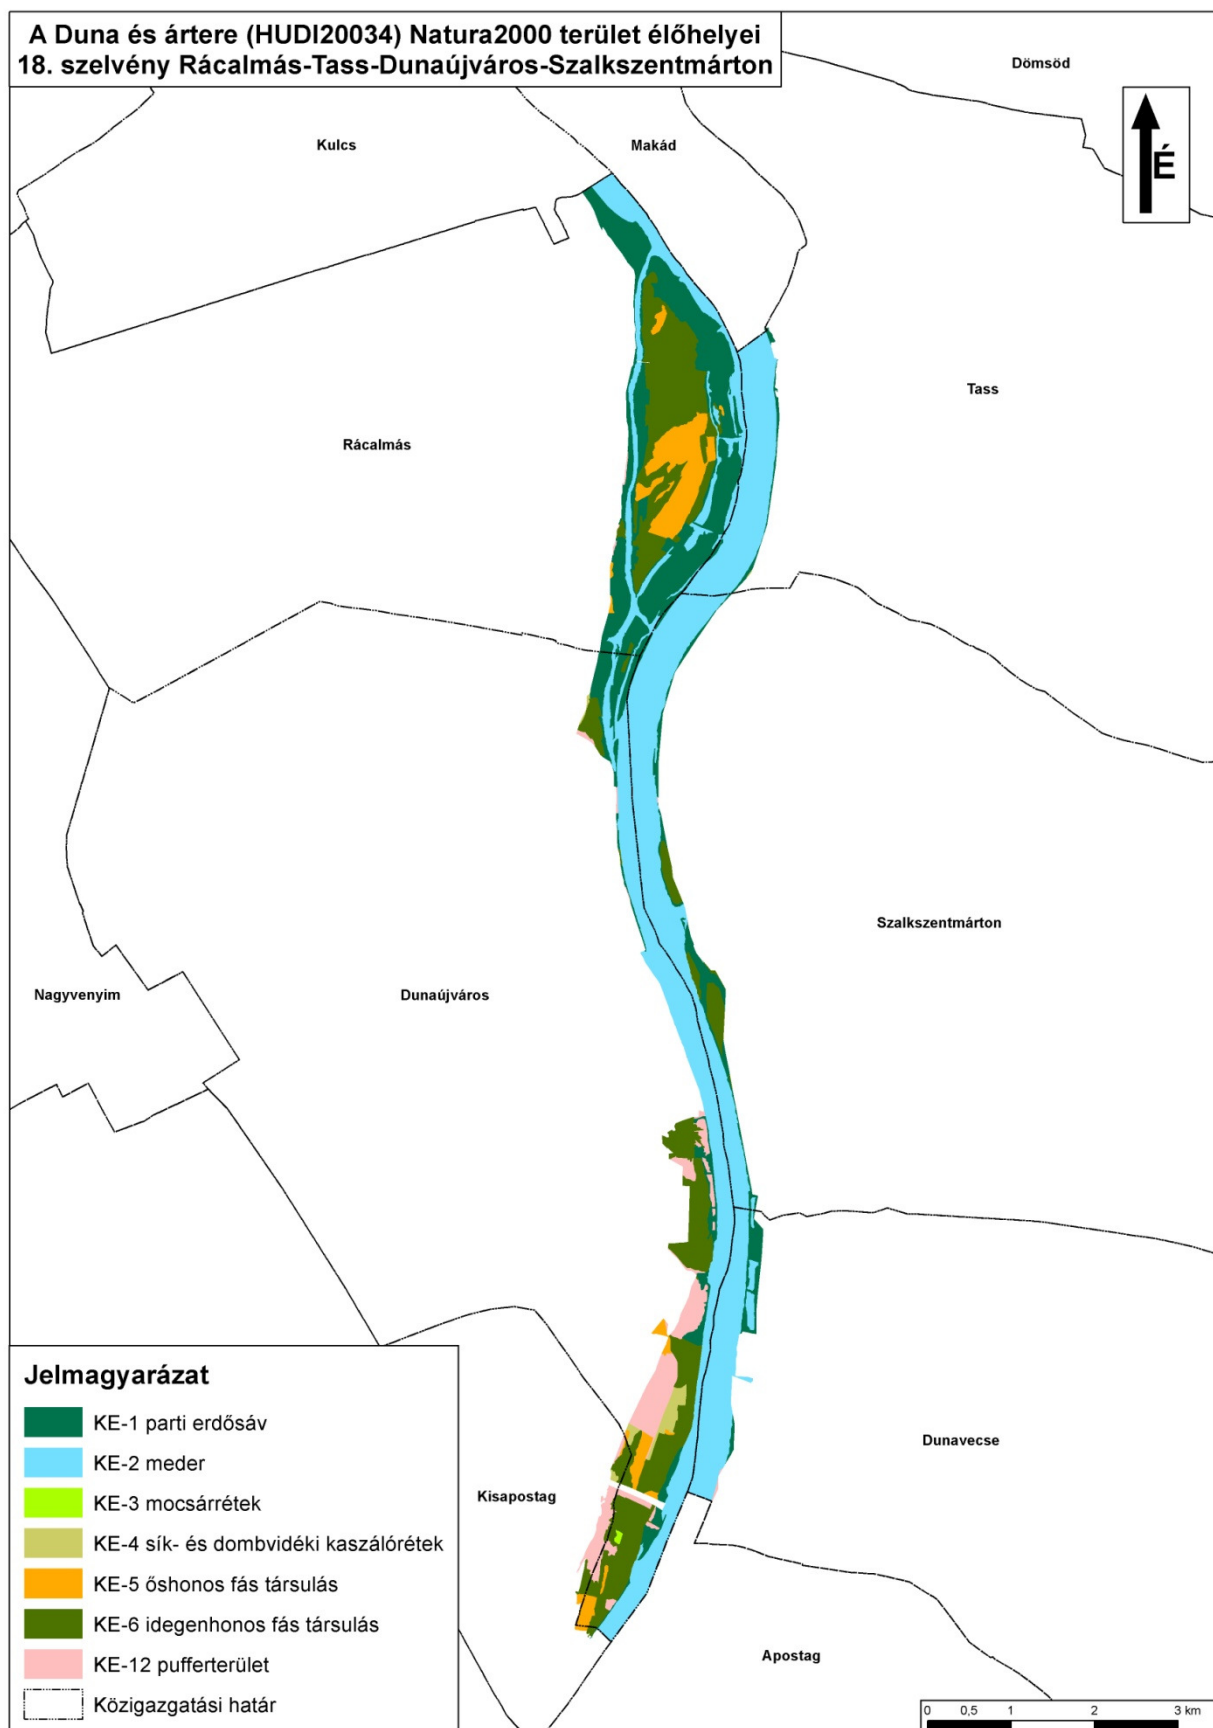 A Duna és ártere (HUDI20034) Natura2000 terület élőhelyei
18. szelvény Rácalmás-Tass-Dunaújváros-Szalkszentmárton
Dömsöd
Kulcs
Makád
É
Tass
Rácalmás
Szalkszentmárton
Nagyvenyim
Dunaújváros
Dunavecse
Kisapostag
Apostag
Jelmagyarázat
KE-1 parti erdősáv
KE-2 meder
KE-3 mocsárrétek
KE-4 sík- és dombvidéki kaszálórétek
KE-5 őshonos fás társulás
KE-6 idegenhonos fás társulás
KE-12 pufferterület
Közigazgatási határ
0 0,5 1 2 3 km